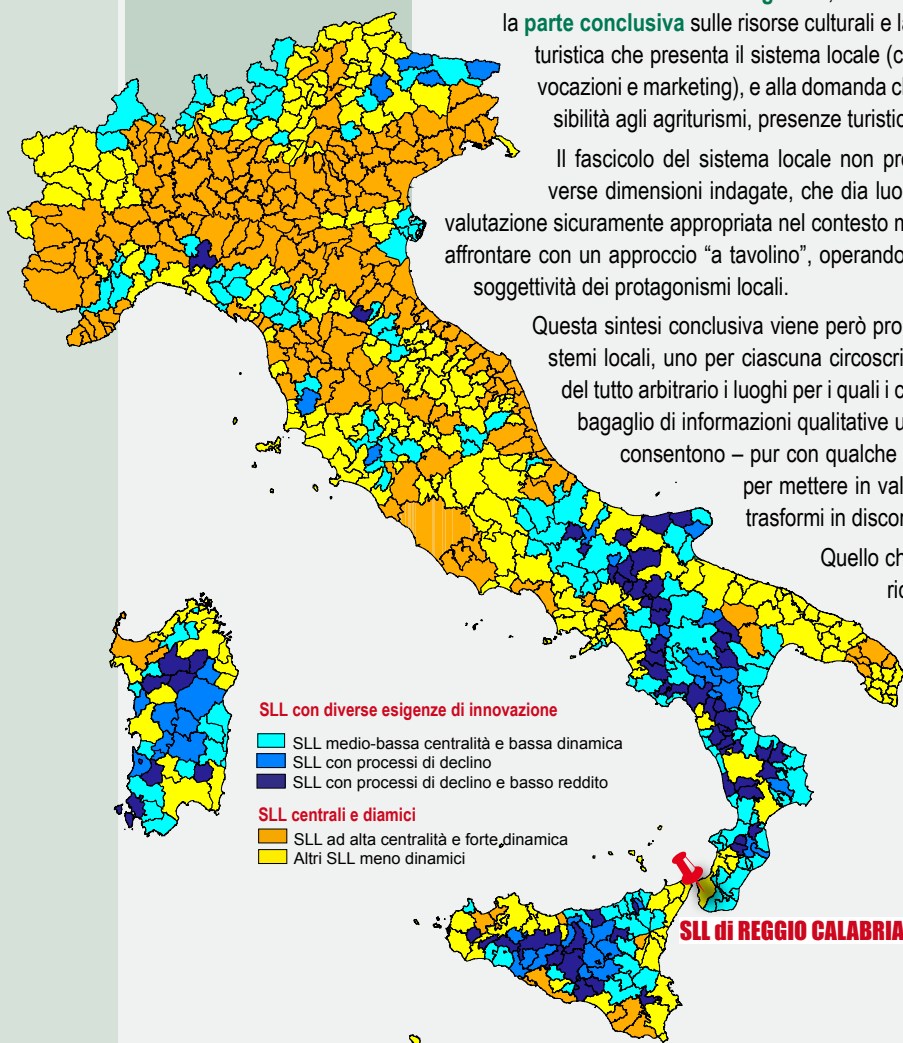 la parte conclusiva sulle risorse culturali e la
turistica che presenta il sistema locale (c
vocazioni e marketing), e alla domanda c
sibilità agli agriturismi, presenze turistic
Il fascicolo del sistema locale non pre
verse dimensioni indagate, che dia luo
valutazione sicuramente appropriata nel contesto m
affrontare con un approccio “a tavolino”, operando
soggettività dei protagonismi locali.
Questa sintesi conclusiva viene però pro
stemi locali, uno per ciascuna circoscri
del tutto arbitrario i luoghi per i quali i c
bagaglio di informazioni qualitative u
consentono – pur con qualche
per mettere in val
trasformi in discon
Quello ch
ric
SLL con diverse esigenze di innovazione
SLL medio-bassa centralità e bassa dinamica
SLL con processi di declino
SLL con processi di declino e basso reddito
SLL centrali e diamici
SLL ad alta centralità e forte dinamica
Altri SLL meno dinamici
SLL di REGGIO CALABRIA